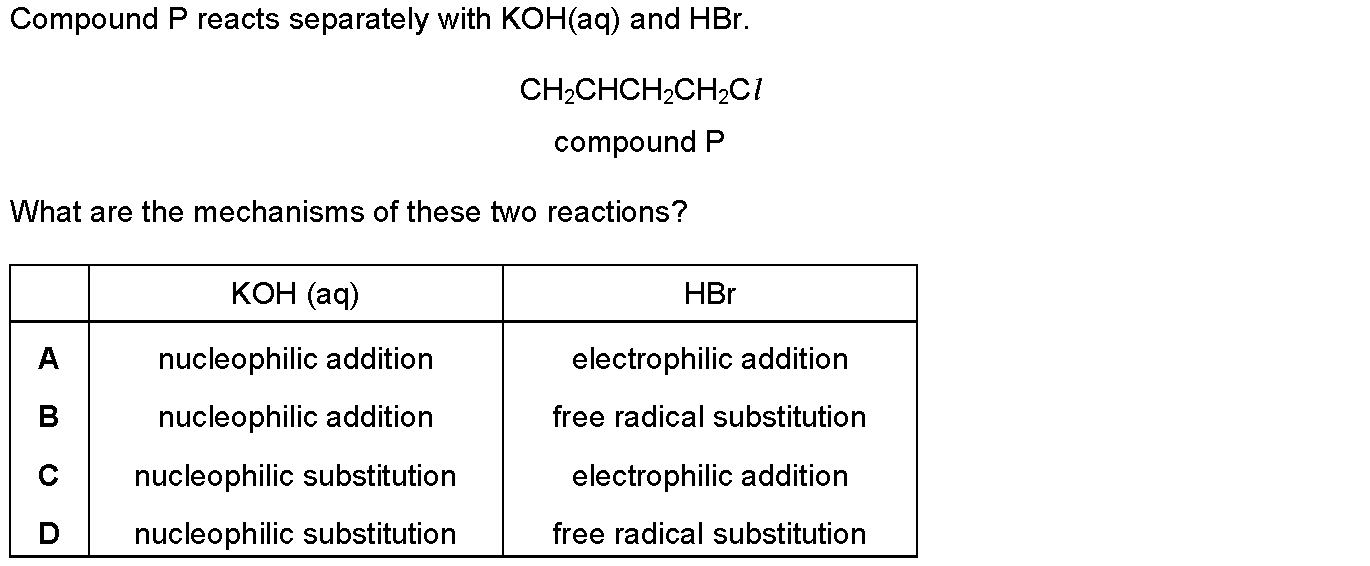 Compound P reacts separately with KOH(aq) and HBr.
CH₂CHCH₂CH₂Cl
compound P
What are the mechanisms of these two reactions?
KOH (aq) HBr
A nucleophilic addition electrophilic addition
B nucleophilic addition free radical substitution
C nucleophilic substitution electrophilic addition
D nucleophilic substitution free radical substitution